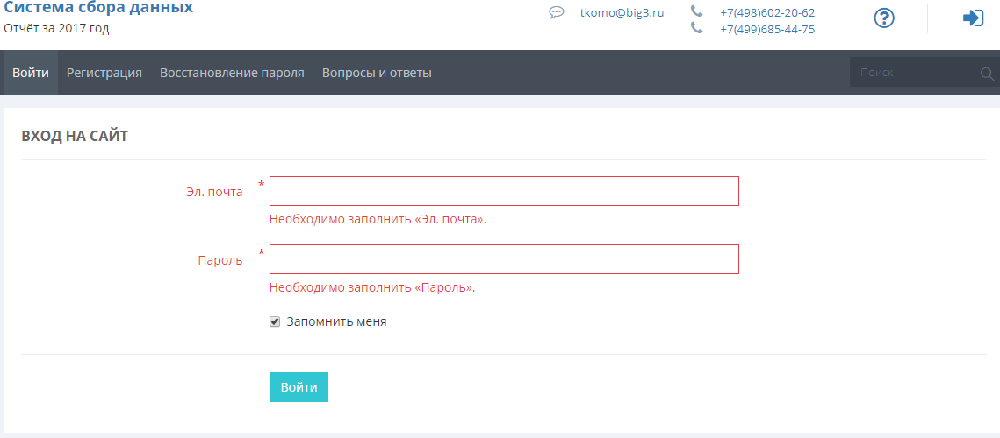 Система сбора данных
Отчёт за 2017 год
tkomo@big3.ru
+7(498)602-20-62
+7(499)685-44-75
Войти Регистрация Восстановление пароля Вопросы и ответы Поиск
ВХОД НА САЙТ
Эл. почта *
Необходимо заполнить «Эл. почта».
Пароль *
Необходимо заполнить «Пароль».
Запомнить меня
Войти